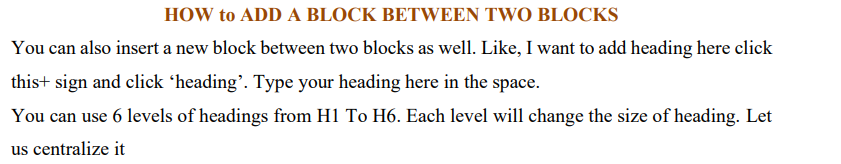 HOW to ADD A BLOCK BETWEEN TWO BLOCKS
You can also insert a new block between two blocks as well. Like, I want to add heading here click
this+ sign and click ‘heading’. Type your heading here in the space.
You can use 6 levels of headings from H1 To H6. Each level will change the size of heading. Let
us centralize it